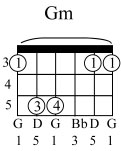 Gm
3 1 1 1
4
5 3 4
G D G Bb D G
1 5 1 3 5 1